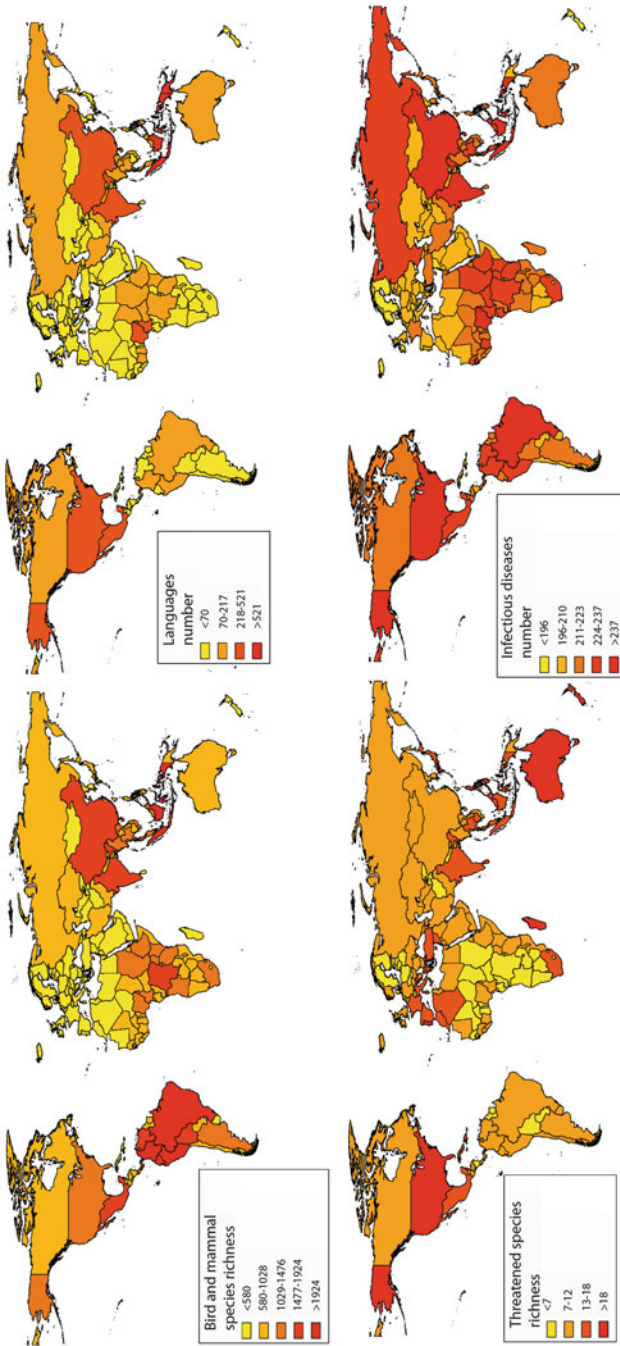 Bird and mammal
species richness
<580
580-1028
1029-1476
1477-1924
>1924
Languages
number
<70
70-217
218-521
>521
Threatened species
richness
<7
7-12
13-18
>18
Infectious diseases
number
<196
196-210
211-223
224-237
>237